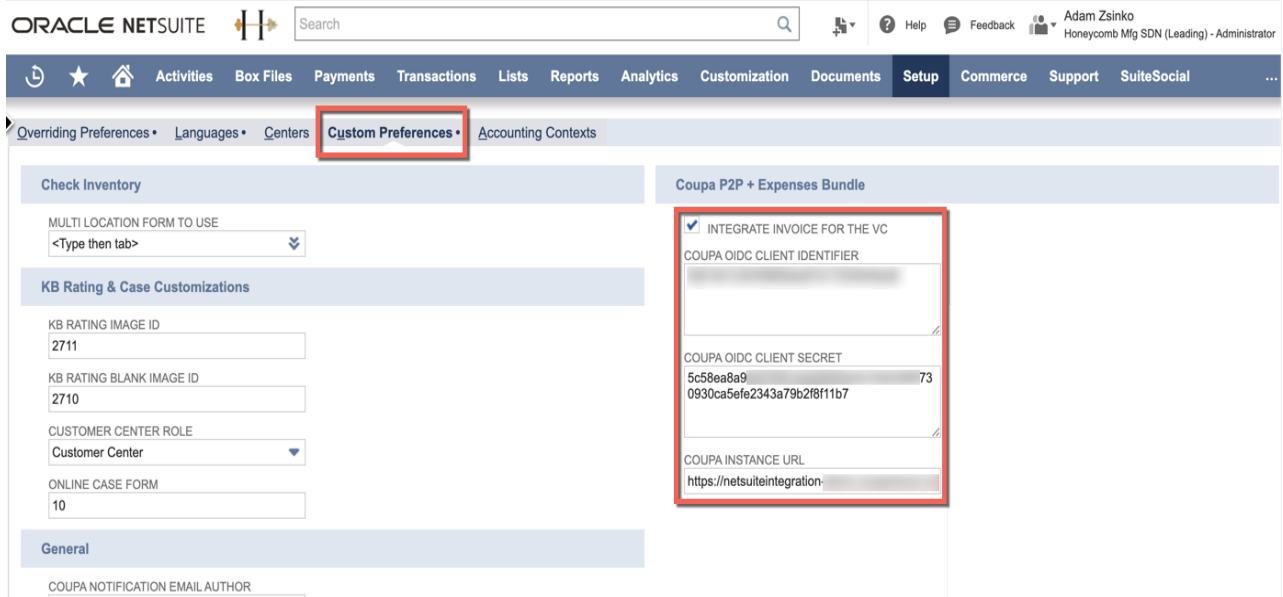 ORACLE NETSUITE
Search
Help
Feedback
Adam Zsinko
Honeycomb Mfg SDN (Leading) - Administrator
Activities Box Files Payments Transactions Lists Reports Analytics Customization Documents Setup Commerce Support SuiteSocial ...
Overriding Preferences • Languages • Centers Custom Preferences • Accounting Contexts
Check Inventory
MULTI LOCATION FORM TO USE
<Type then tab>
KB Rating & Case Customizations
KB RATING IMAGE ID
2711
KB RATING BLANK IMAGE ID
2710
CUSTOMER CENTER ROLE
Customer Center
ONLINE CASE FORM
10
General
COUPA NOTIFICATION EMAIL AUTHOR
Coupa P2P + Expenses Bundle
INTEGRATE INVOICE FOR THE VC
COUPA OIDC CLIENT IDENTIFIER
COUPA OIDC CLIENT SECRET
5c58ea8a9 73
0930ca5efe2343a79b2f8f11b7
COUPA INSTANCE URL
https://netsuiteintegration-